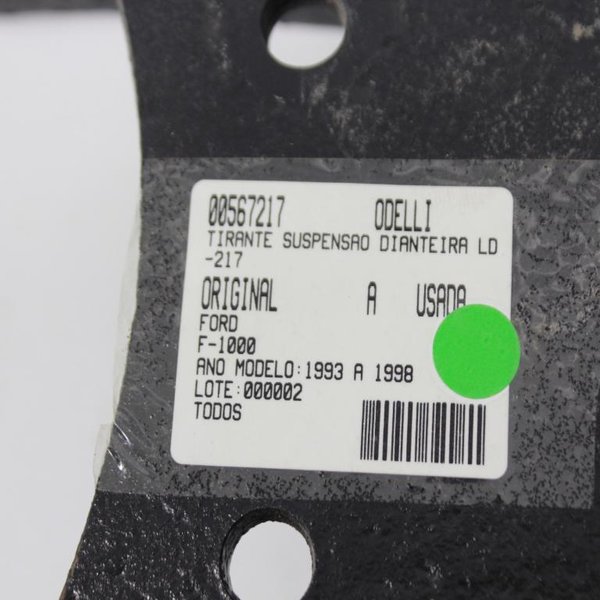 00567217 ODELLI
TIRANTE SUSPENSAO DIANTEIRA LD
-217
ORIGINAL A USADA
FORD
F-1000
ANO MODELO:1993 A 1998
LOTE:000002
TODOS